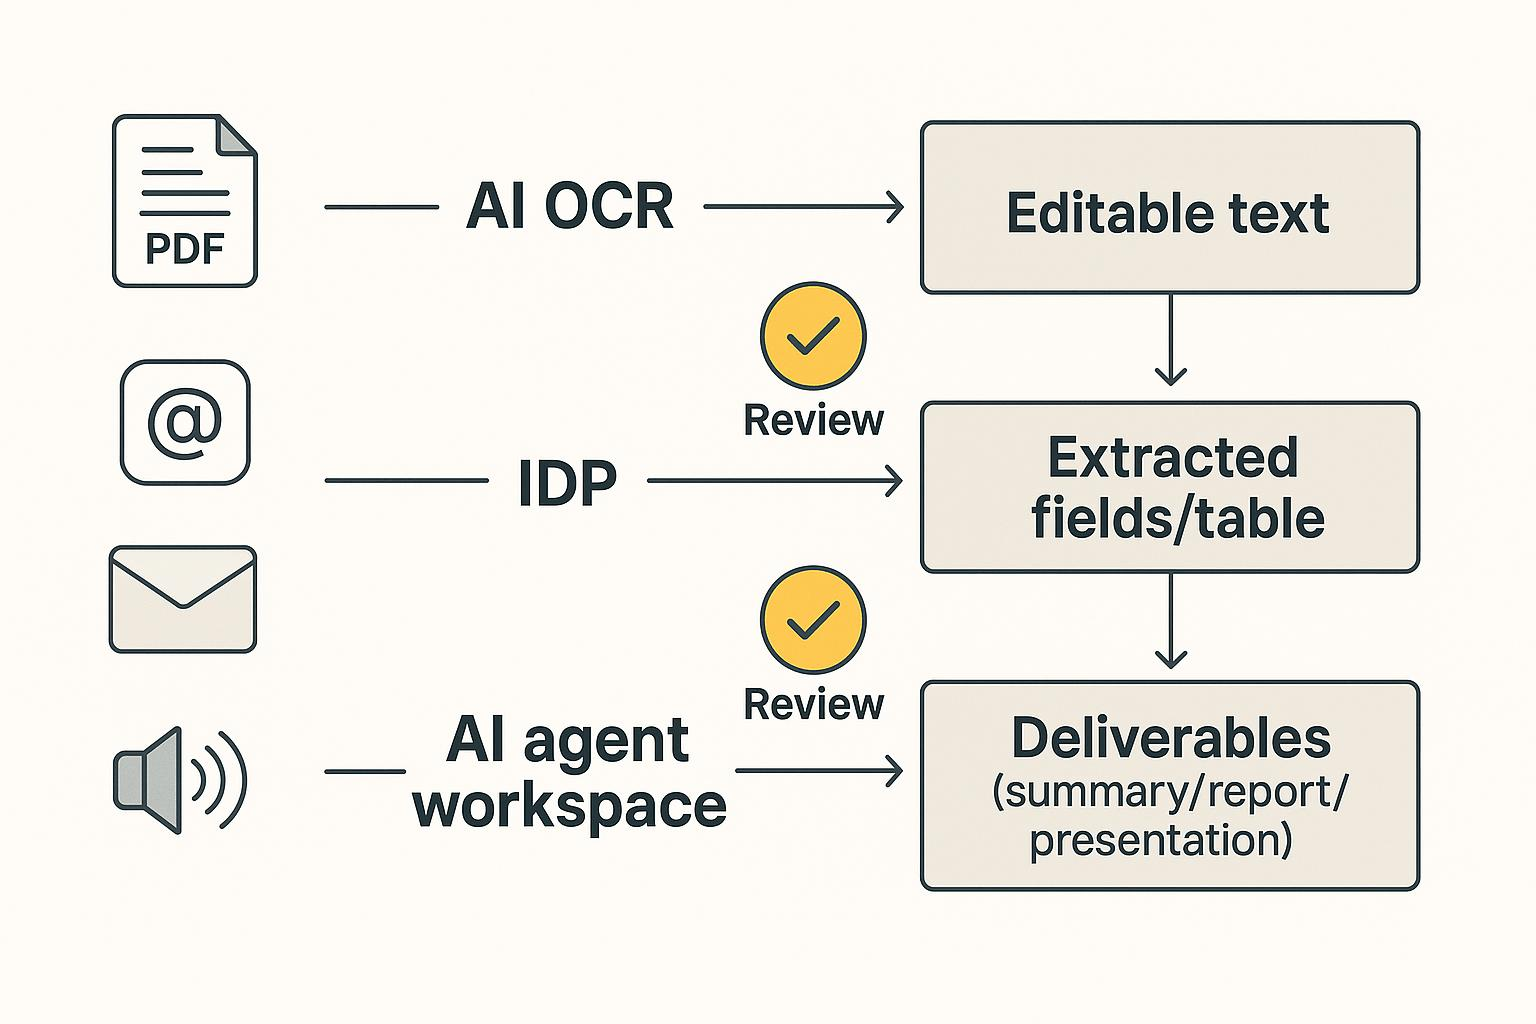 PDF
AI OCR
Editable text
Review
@
IDP
Extracted
fields/table
Review
AI agent
workspace
Deliverables
(summary/report/
presentation)